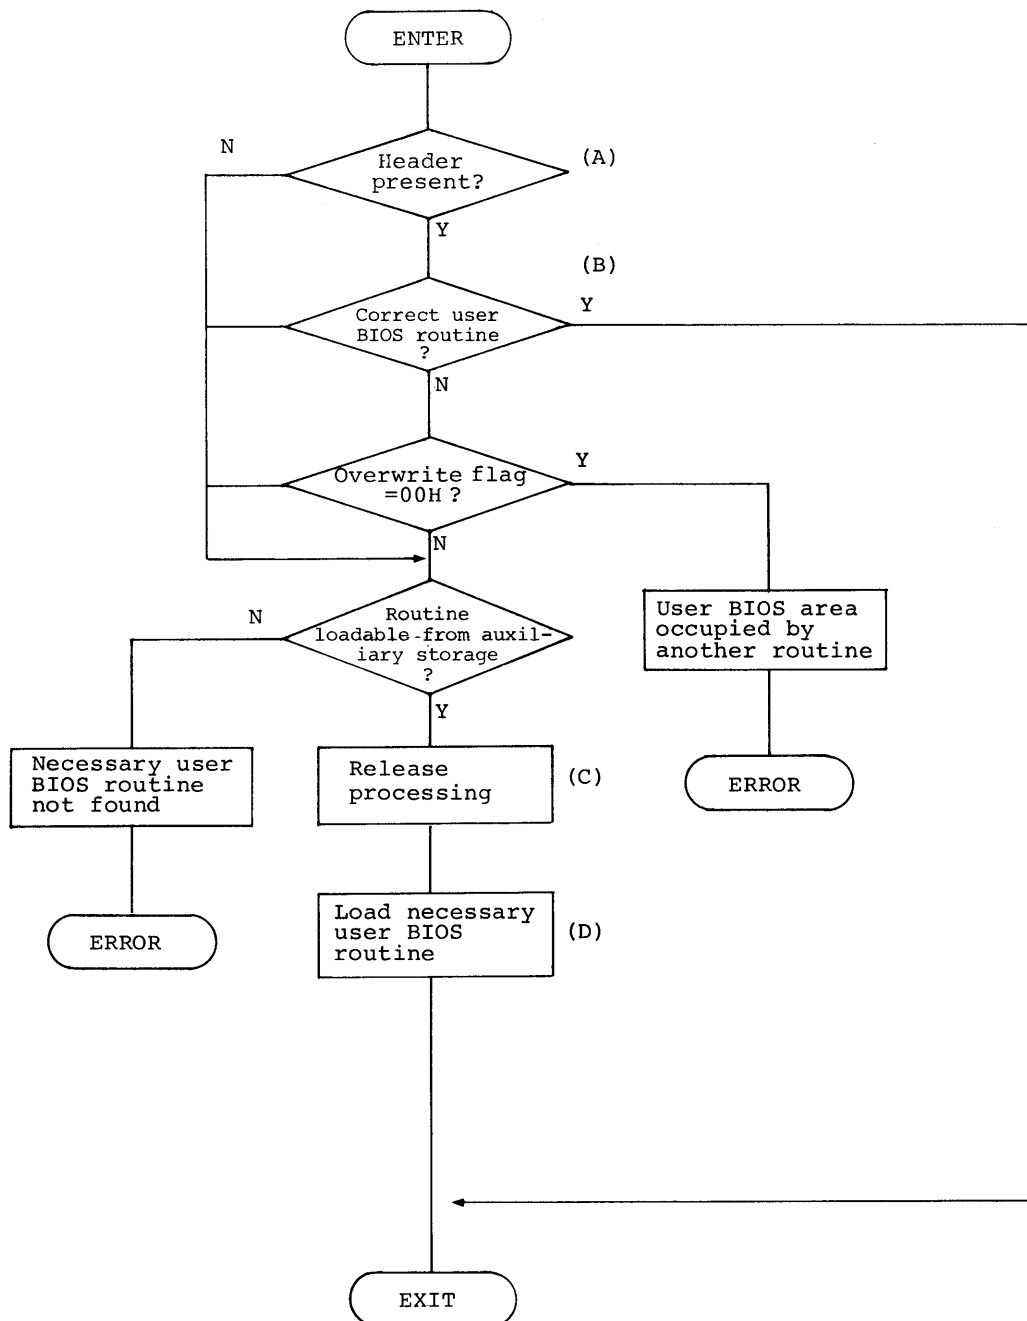 ENTER
N
Header
present?
(A)
Y
(B)
Correct user
BIOS routine
?
Y
N
Overwrite flag
=00H ?
Y
N
N
Routine
loadable-from auxil-
iary storage
?
User BIOS area
occupied by
another routine
Y
Necessary user
BIOS routine
not found
Release
processing
(C)
ERROR
Load necessary
user BIOS
routine
(D)
ERROR
EXIT